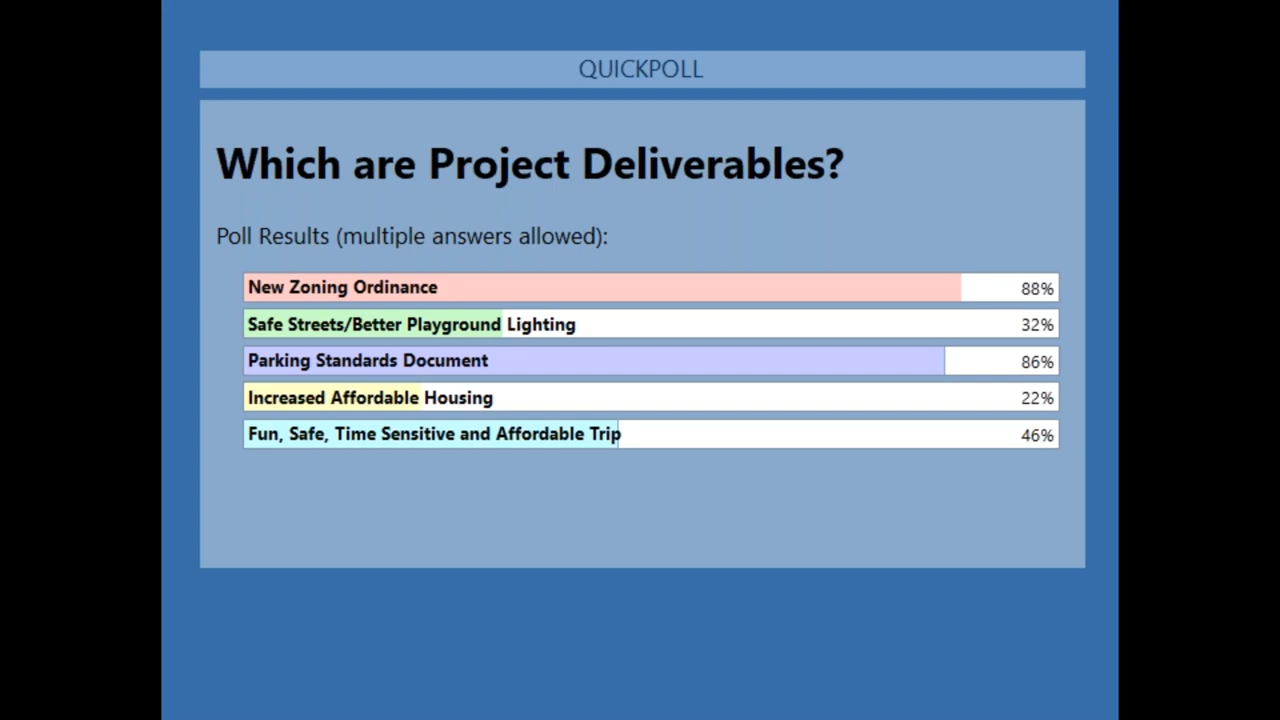 QUICKPOLL
Which are Project Deliverables?
Poll Results (multiple answers allowed):
New Zoning Ordinance 88%
Safe Streets/Better Playground Lighting 32%
Parking Standards Document 86%
Increased Affordable Housing 22%
Fun, Safe, Time Sensitive and Affordable Trip 46%